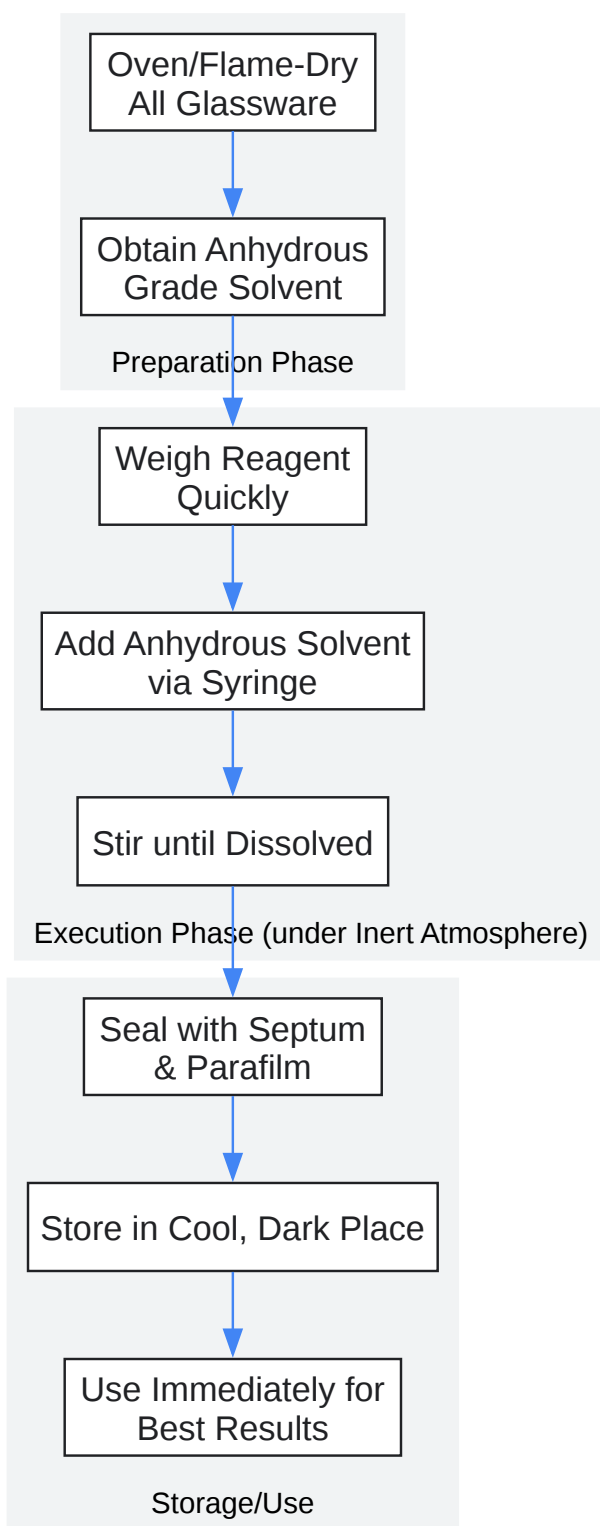 Oven/Flame-Dry
All Glassware
Obtain Anhydrous
Grade Solvent
Preparation Phase
Weigh Reagent
Quickly
Add Anhydrous Solvent
via Syringe
Stir until Dissolved
Execution Phase (under Inert Atmosphere)
Seal with Septum
& Parafilm
Store in Cool, Dark Place
Use Immediately for
Best Results
Storage/Use